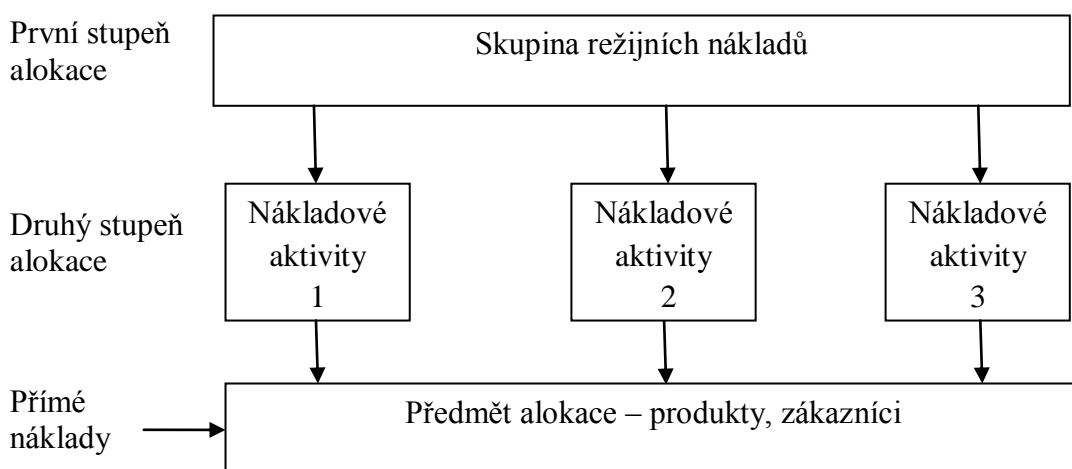 První stupeň
alokace
Skupina režijních nákladů
Druhý stupeň
alokace
Nákladové
aktivity
1
Nákladové
aktivity
2
Nákladové
aktivity
3
Přímé
náklady
Předmět alokace – produkty, zákazníci